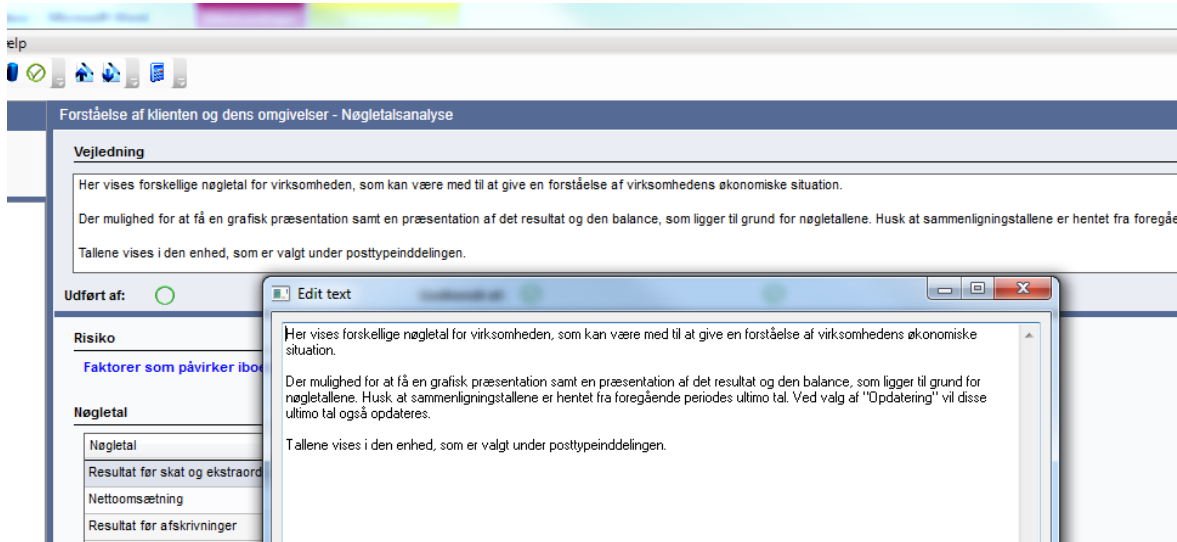 Microsoft Word
elp
Forståelse af klienten og dens omgivelser - Nøgletalsanalyse
Vejledning
Her vises forskellige nøgletal for virksomheden, som kan være med til at give en forståelse af virksomhedens økonomiske situation.
Der mulighed for at få en grafisk præsentation samt en præsentation af det resultat og den balance, som ligger til grund for nøgletallene. Husk at sammenligningstallene er hentet fra foregåe
Tallene vises i den enhed, som er valgt under posttypeinddelingen.
Udført af:
Edit text
Her vises forskellige nøgletal for virksomheden, som kan være med til at give en forståelse af virksomhedens økonomiske
situation.
Der mulighed for at få en grafisk præsentation samt en præsentation af det resultat og den balance, som ligger til grund for
nøgletallene. Husk at sammenligningstallene er hentet fra foregående periodes ultimo tal. Ved valg af "Opdatering" vil disse
ultimo tal også opdateres.
Tallene vises i den enhed, som er valgt under posttypeinddelingen.
Risiko
Faktorer som påvirker iboe
Nøgletal
Nøgletal
Resultat før skat og ekstraord
Nettoomsætning
Resultat før afskrivninger